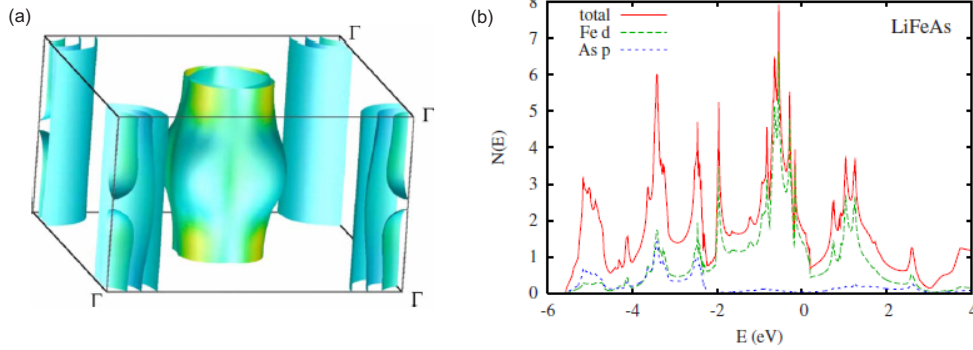 (a)
Γ
Γ
Γ
Γ
(b)
8
7
6
5
4
3
2
1
0
N(E)
total
Fe d
As p
LiFeAs
-6 -4 -2 0 2 4
E (eV)